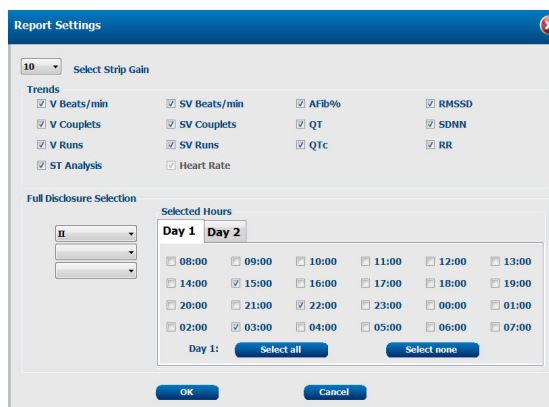 Report Settings
10 Select Strip Gain
Trends
V Beats/min SV Beats/min AFib% RMSSD
V Couplets SV Couplets QT SDNN
V Runs SV Runs QTc RR
ST Analysis Heart Rate
Full Disclosure Selection
Selected Hours
II Day 1 Day 2
08:00 09:00 10:00 11:00 12:00 13:00
14:00 15:00 16:00 17:00 18:00 19:00
20:00 21:00 22:00 23:00 00:00 01:00
02:00 03:00 04:00 05:00 06:00 07:00
Day 1: Select all Select none
OK Cancel